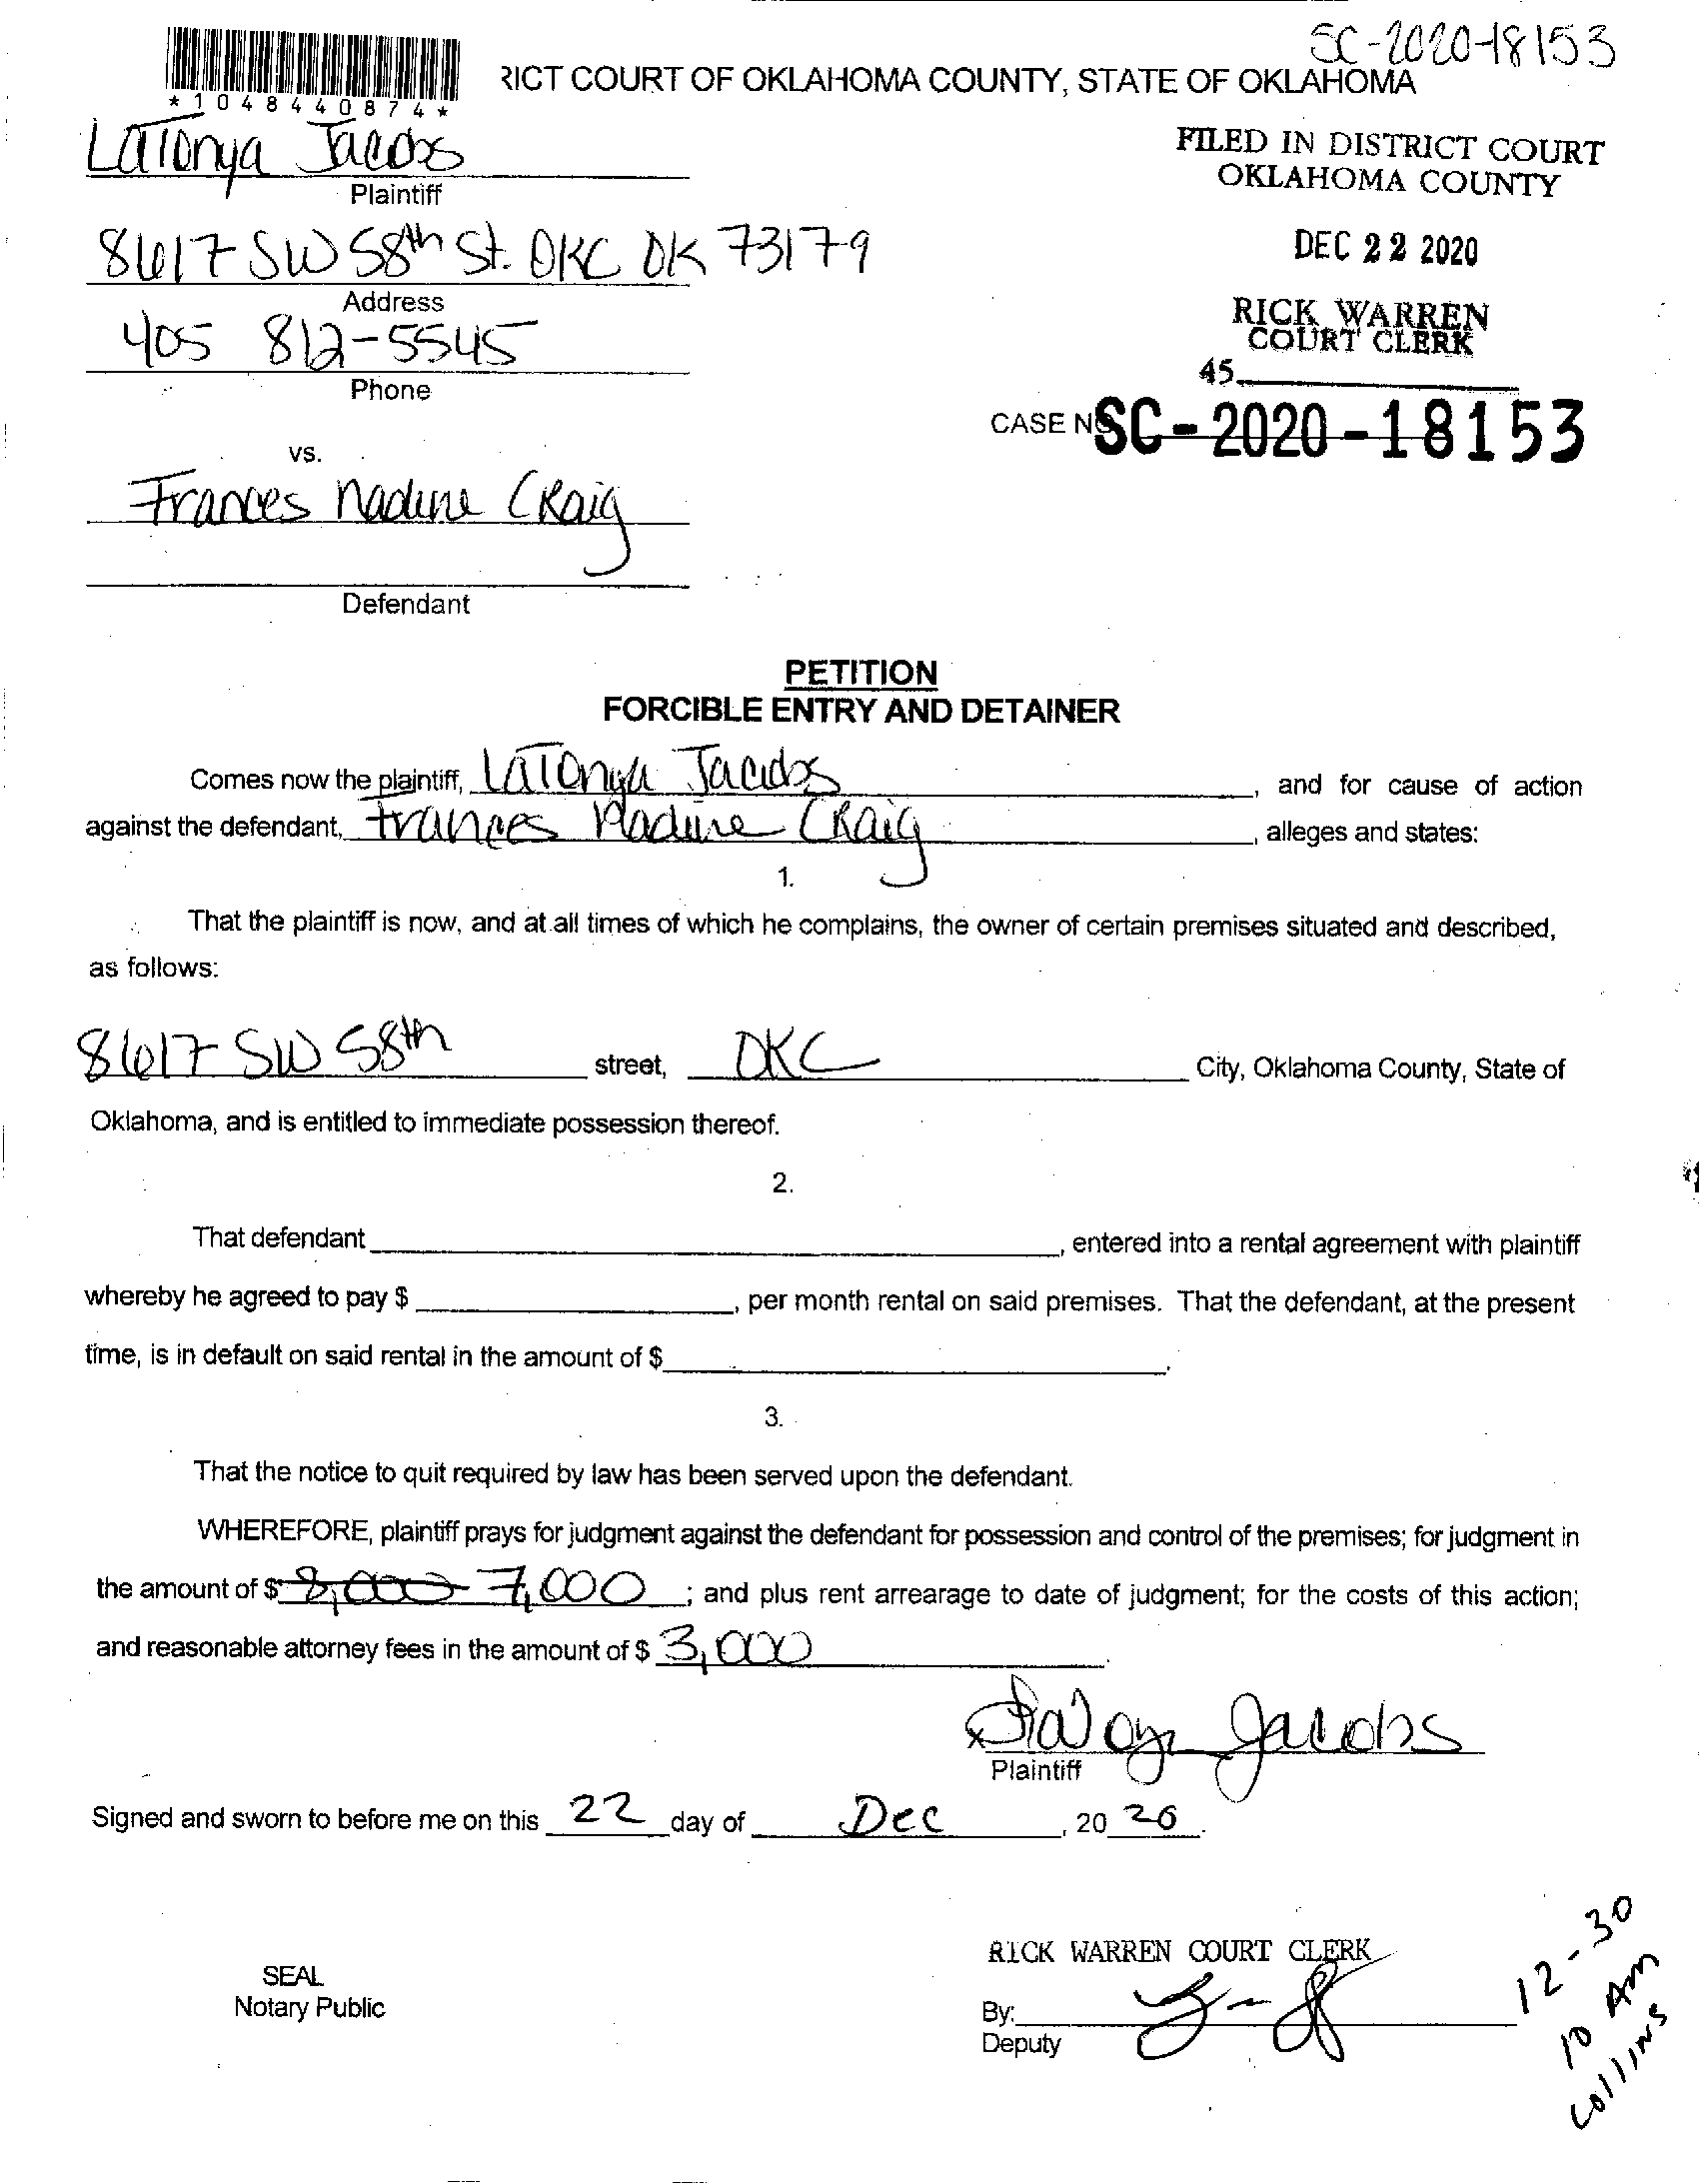 SC-2020-18153
RICT COURT OF OKLAHOMA COUNTY, STATE OF OKLAHOMA
*1048440874*
LaTonya Jacobs
Plaintiff
FILED IN DISTRICT COURT
OKLAHOMA COUNTY
8617 SW 58th St. OKC OK 73179
Address
DEC 22 2020
405 812-5545
Phone
RICK WARREN
COURT CLERK
45
CASE NO SC-2020-18153
vs.
Frances Nadine CRaig
Defendant
PETITION
FORCIBLE ENTRY AND DETAINER
Comes now the plaintiff, LaTonya Jacobs, and for cause of action
against the defendant, Frances Nadine CRaig, alleges and states:
1.
That the plaintiff is now, and at all times of which he complains, the owner of certain premises situated and described,
as follows:
8617 SW 58th street, OKC City, Oklahoma County, State of
Oklahoma, and is entitled to immediate possession thereof.
2.
That defendant , entered into a rental agreement with plaintiff
whereby he agreed to pay $ , per month rental on said premises. That the defendant, at the present
time, is in default on said rental in the amount of $ .
3.
That the notice to quit required by law has been served upon the defendant.
WHEREFORE, plaintiff prays for judgment against the defendant for possession and control of the premises; for judgment in
the amount of $ 8,000 7,000 ; and plus rent arrearage to date of judgment; for the costs of this action;
and reasonable attorney fees in the amount of $ 3,000.
x LaTonya Jacobs
Plaintiff
Signed and sworn to before me on this 22 day of Dec, 20 20.
RICK WARREN COURT CLERK
SEAL
Notary Public
By:
Deputy
12-30
10 AM
Collins